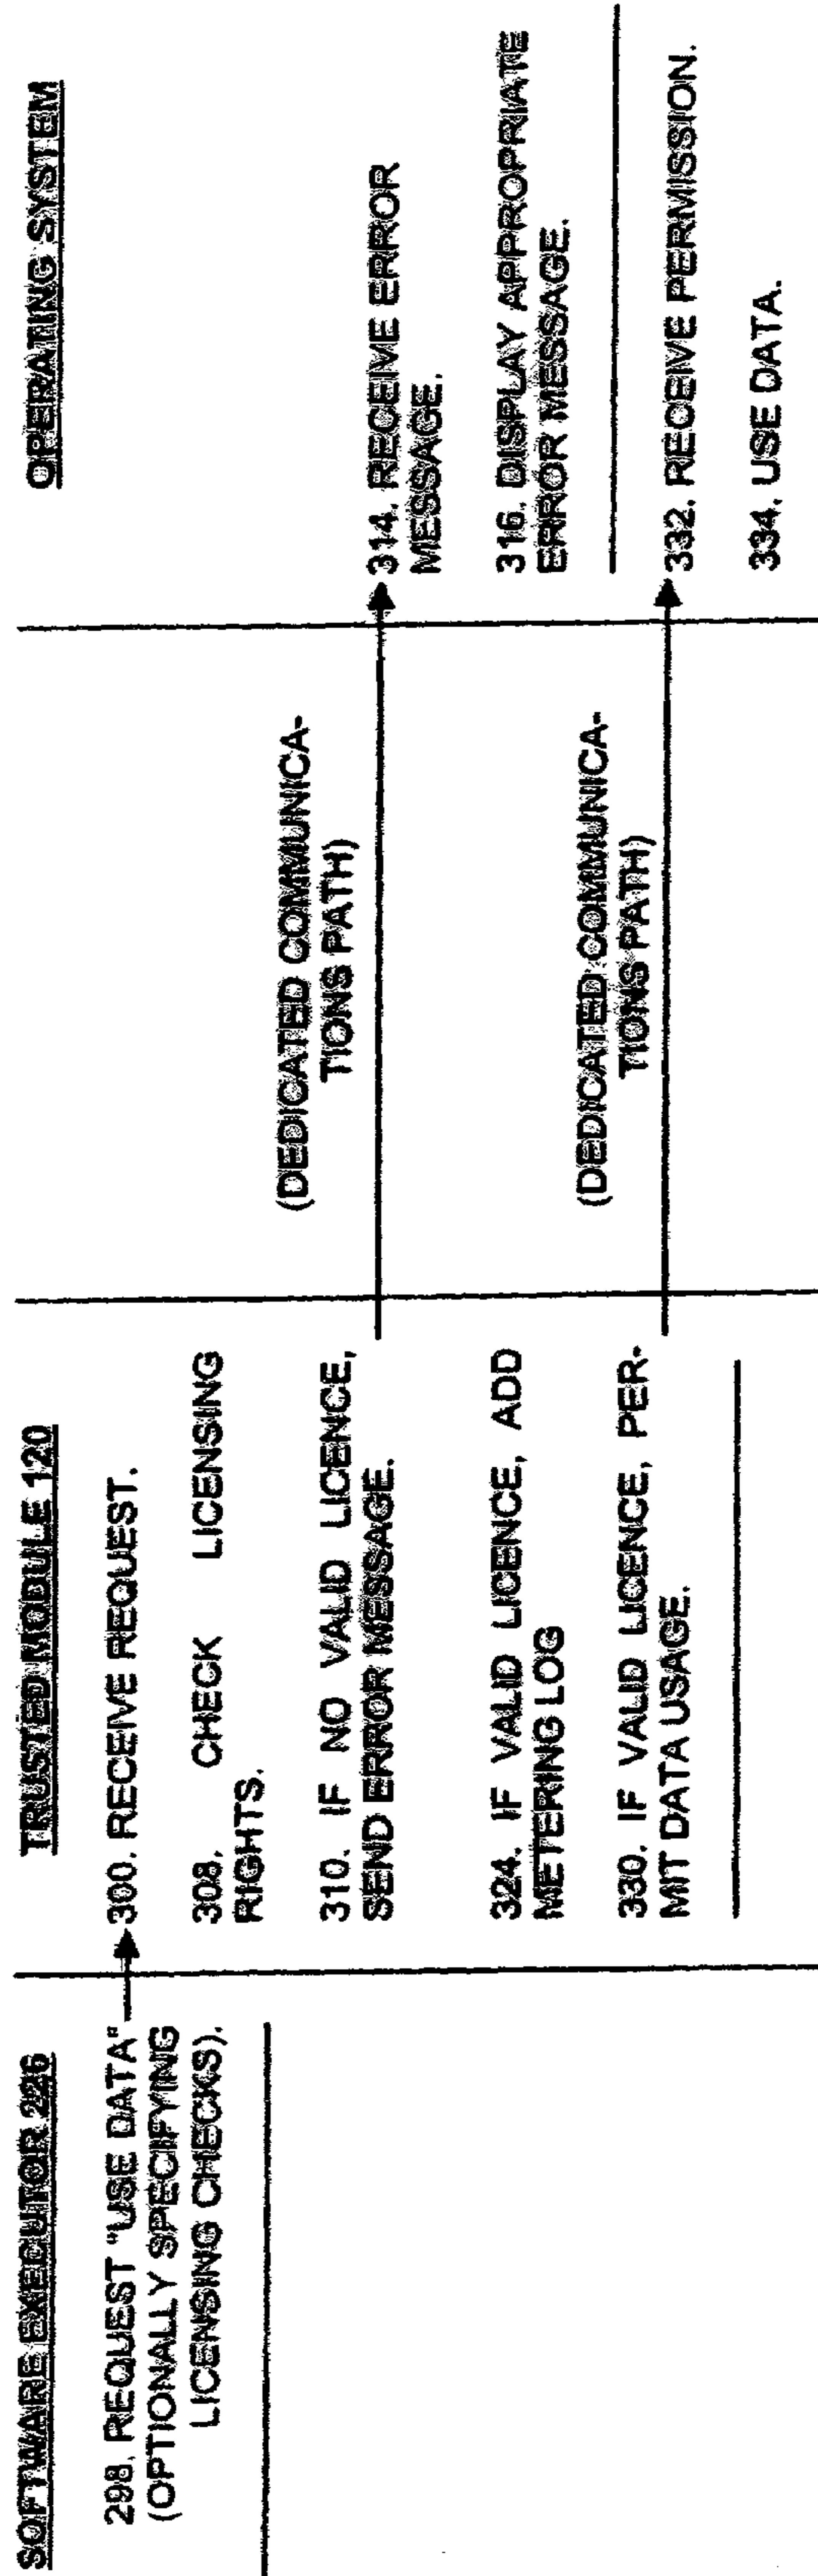 SOFTWARE EXECUTOR 226
298. REQUEST "USE DATA"
(OPTIONALLY SPECIFYING
LICENSING CHECKS).
TRUSTED MODULE 120
300. RECEIVE REQUEST.
308. CHECK LICENSING
RIGHTS.
310. IF NO VALID LICENCE,
SEND ERROR MESSAGE.
324. IF VALID LICENCE, ADD
METERING LOG
330. IF VALID LICENCE, PER-
MIT DATA USAGE.
(DEDICATED COMMUNICA-
TIONS PATH)
(DEDICATED COMMUNICA-
TIONS PATH)
OPERATING SYSTEM
314. RECEIVE ERROR
MESSAGE.
316. DISPLAY APPROPRIATE
ERROR MESSAGE.
332. RECEIVE PERMISSION.
334. USE DATA.